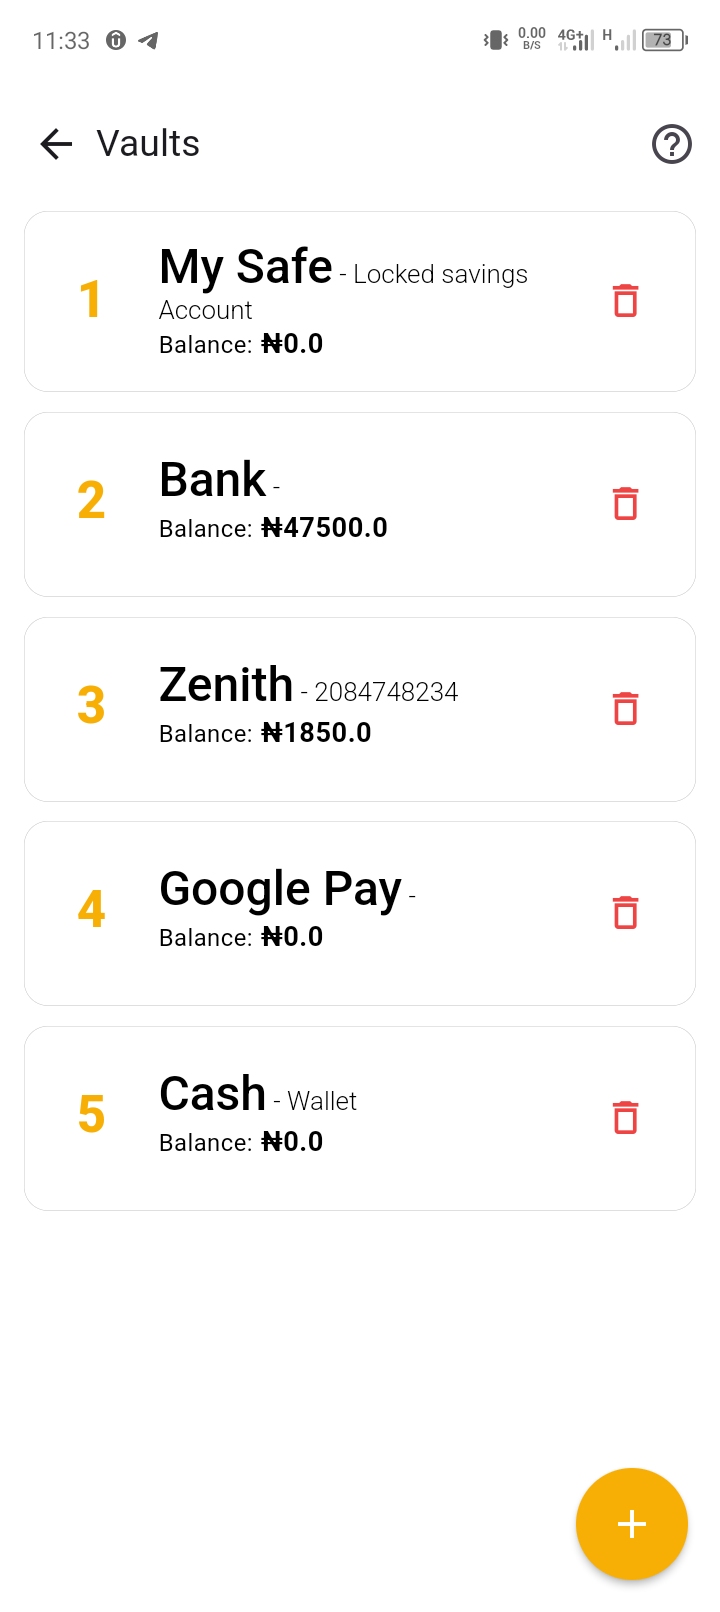 11:33 0.00 B/S 4G+ H 73
Vaults
1
My Safe - Locked savings
Account
Balance: ₦0.0
2
Bank -
Balance: ₦47500.0
3
Zenith - 2084748234
Balance: ₦1850.0
4
Google Pay -
Balance: ₦0.0
5
Cash - Wallet
Balance: ₦0.0